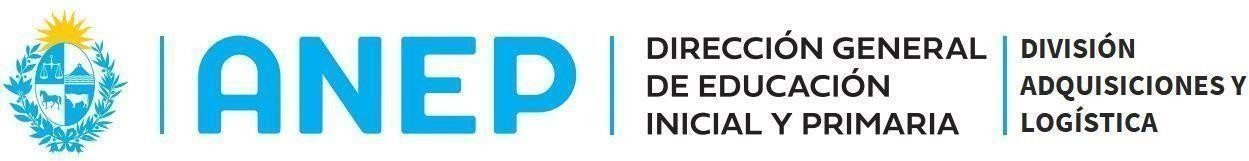 ANEP
DIRECCIÓN GENERAL
DE EDUCACIÓN
INICIAL Y PRIMARIA
DIVISIÓN
ADQUISICIONES Y
LOGÍSTICA